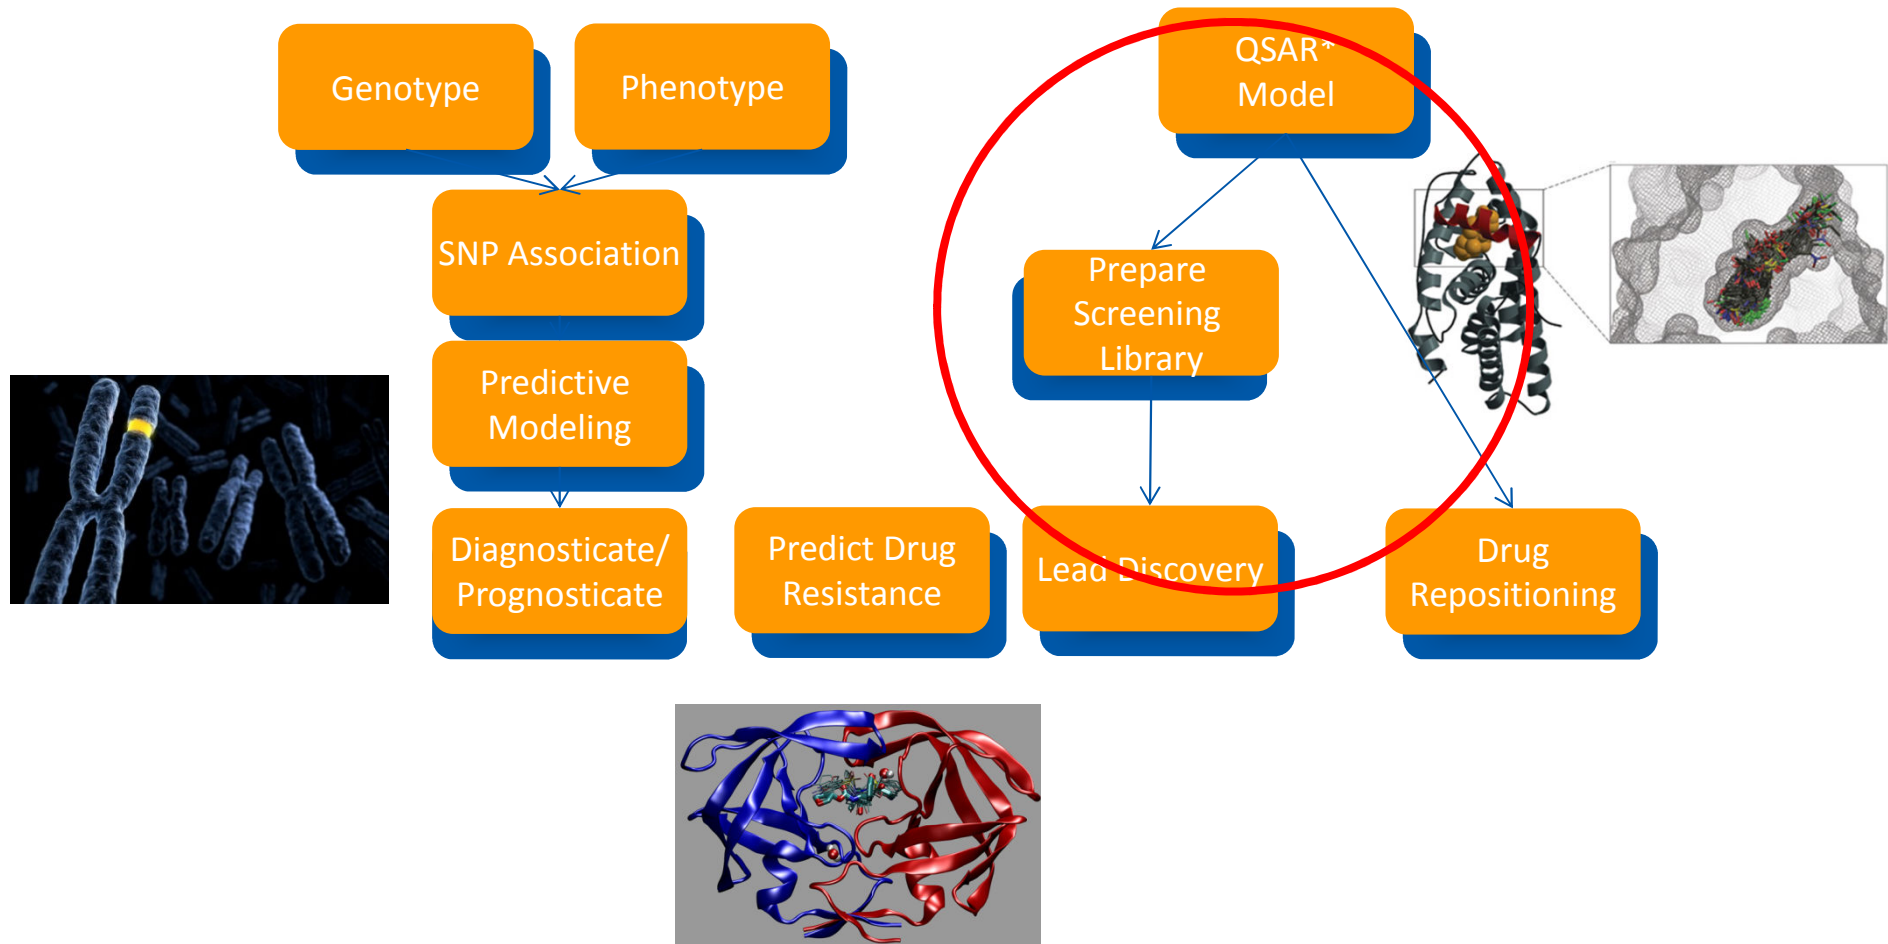 Genotype
Phenotype
QSAR*
Model
SNP Association
Prepare
Screening
Library
Predictive
Modeling
Diagnosticate/
Prognosticate
Predict Drug
Resistance
Lead Discovery
Drug
Repositioning